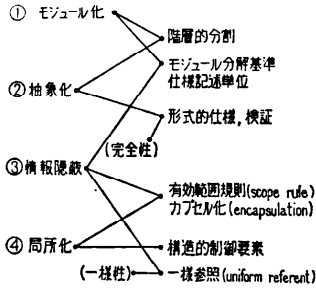 ① モジュール化
階層的分割
モジュール分解基準
仕様記述単位
② 抽象化
形式的仕様,検証
(完全性)
③ 情報隠蔽
有効範囲規則(scope rule)
カプセル化(encapsulation)
④ 局所化
構造的制御要素
(一様性)
一様参照(uniform referent)